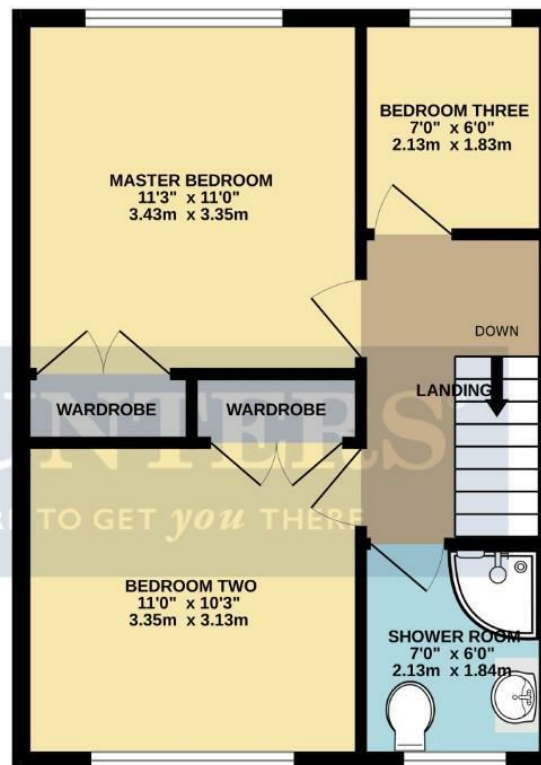 MASTER BEDROOM
11'3" x 11'0"
3.43m x 3.35m
BEDROOM THREE
7'0" x 6'0"
2.13m x 1.83m
DOWN
LANDING
WARDROBE
WARDROBE
UNTERS
TO GET you THERE
BEDROOM TWO
11'0" x 10'3"
3.35m x 3.13m
SHOWER ROOM
7'0" x 6'0"
2.13m x 1.84m